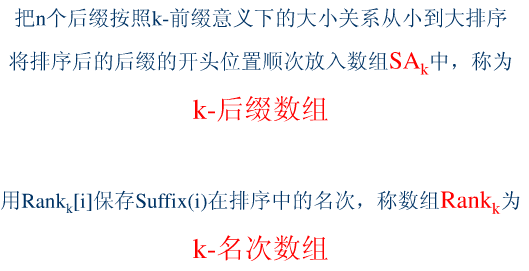 把n个后缀按照k-前缀意义下的大小关系从小到大排序
将排序后的后缀的开头位置顺次放入数组SAk中，称为
k-后缀数组
用Rankk[i]保存Suffix(i)在排序中的名次，称数组Rankk为
k-名次数组